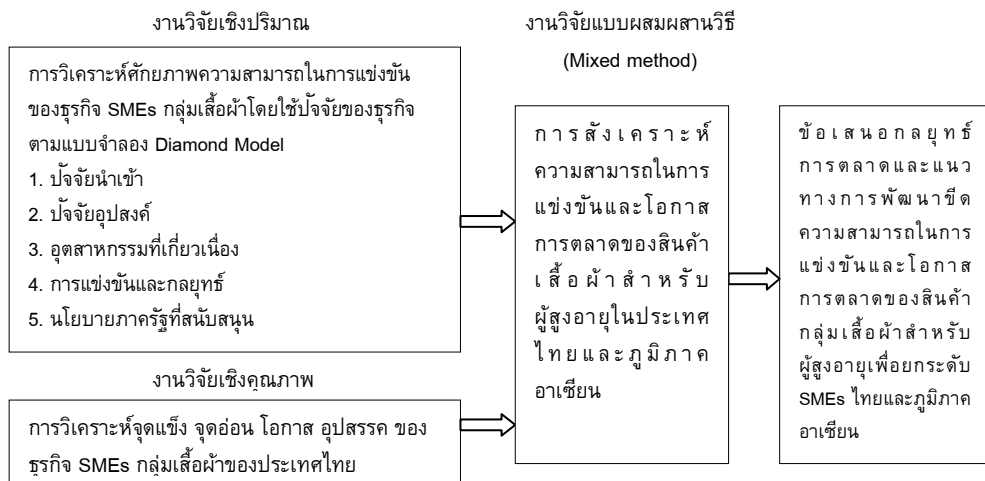 งานวิจัยเชิงปริมาณ
การวิเคราะห์ศักยภาพความสามารถในการแข่งขัน
ของธุรกิจ SMEs กลุ่มเสื้อผ้าโดยใช้ปัจจัยของธุรกิจ
ตามแบบจำลอง Diamond Model
1. ปัจจัยนำเข้า
2. ปัจจัยอุปสงค์
3. อุตสาหกรรมที่เกี่ยวเนื่อง
4. การแข่งขันและกลยุทธ์
5. นโยบายภาครัฐที่สนับสนุน
งานวิจัยเชิงคุณภาพ
การวิเคราะห์จุดแข็ง จุดอ่อน โอกาส อุปสรรค ของ
ธุรกิจ SMEs กลุ่มเสื้อผ้าของประเทศไทย
งานวิจัยแบบผสมผสานวิธี
(Mixed method)
การสังเคราะห์
ความสามารถในการ
แข่งขันและโอกาส
การตลาดของสินค้า
เสื้อผ้าสำหรับ
ผู้สูงอายุในประเทศ
ไทยและภูมิภาค
อาเซียน
ข้อเสนอกลยุทธ์
การตลาดและแนว
ทางการพัฒนาขีด
ความสามารถในการ
แข่งขันและโอกาส
การตลาดของสินค้า
กลุ่มเสื้อผ้าสำหรับ
ผู้สูงอายุเพื่อยกระดับ
SMEs ไทยและภูมิภาค
อาเซียน